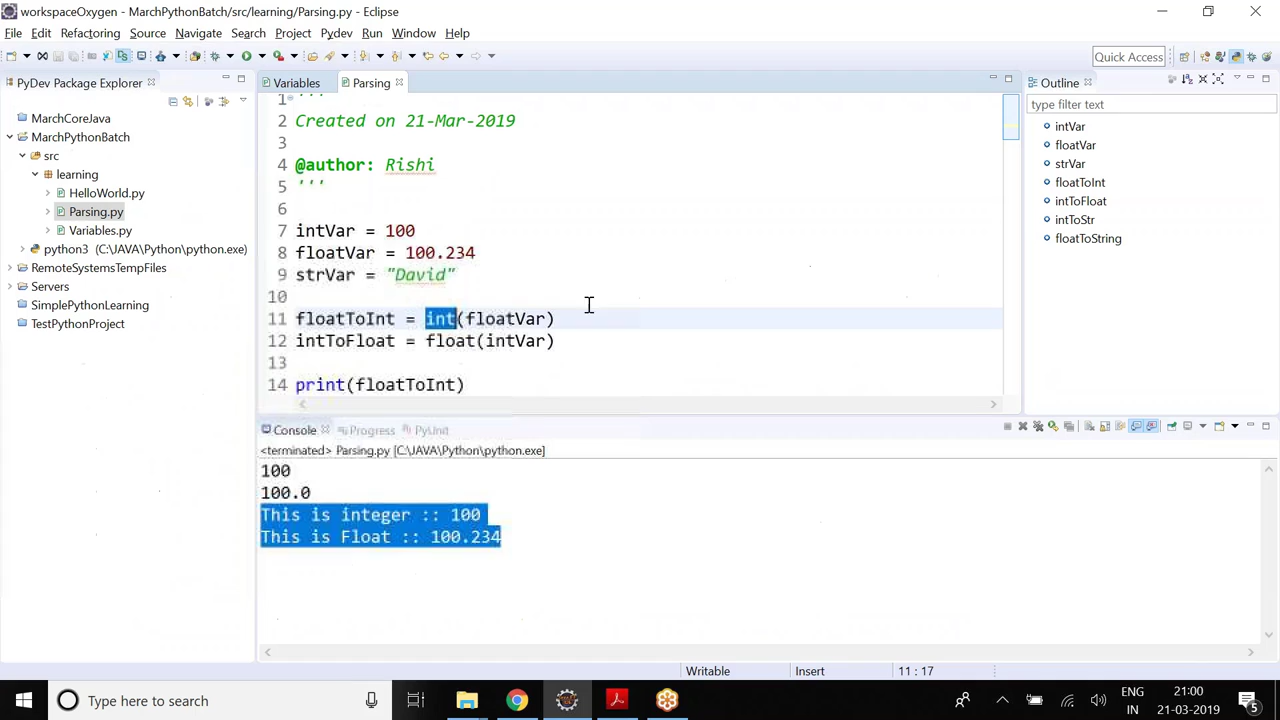 workspaceOxygen - MarchPythonBatch/src/learning/Parsing.py - Eclipse
File Edit Refactoring Source Navigate Search Project Pydev Run Window Help
Quick Access
PyDev Package Explorer
MarchCoreJava
MarchPythonBatch
src
learning
HelloWorld.py
Parsing.py
Variables.py
python3 (C:\JAVA\Python\python.exe)
RemoteSystemsTempFiles
Servers
SimplePythonLearning
TestPythonProject
Variables Parsing
1 '''
2 Created on 21-Mar-2019
3
4 @author: Rishi
5 '''
6
7 intVar = 100
8 floatVar = 100.234
9 strVar = "David"
10
11 floatToInt = int(floatVar)
12 intToFloat = float(intVar)
13
14 print(floatToInt)
Outline
type filter text
intVar
floatVar
strVar
floatToInt
intToFloat
intToStr
floatToString
Console Progress PyUnit
<terminated> Parsing.py [C:\JAVA\Python\python.exe]
100
100.0
This is integer :: 100
This is Float :: 100.234
Writable Insert 11 : 17
Type here to search
ENG
IN
21:00
21-03-2019
5